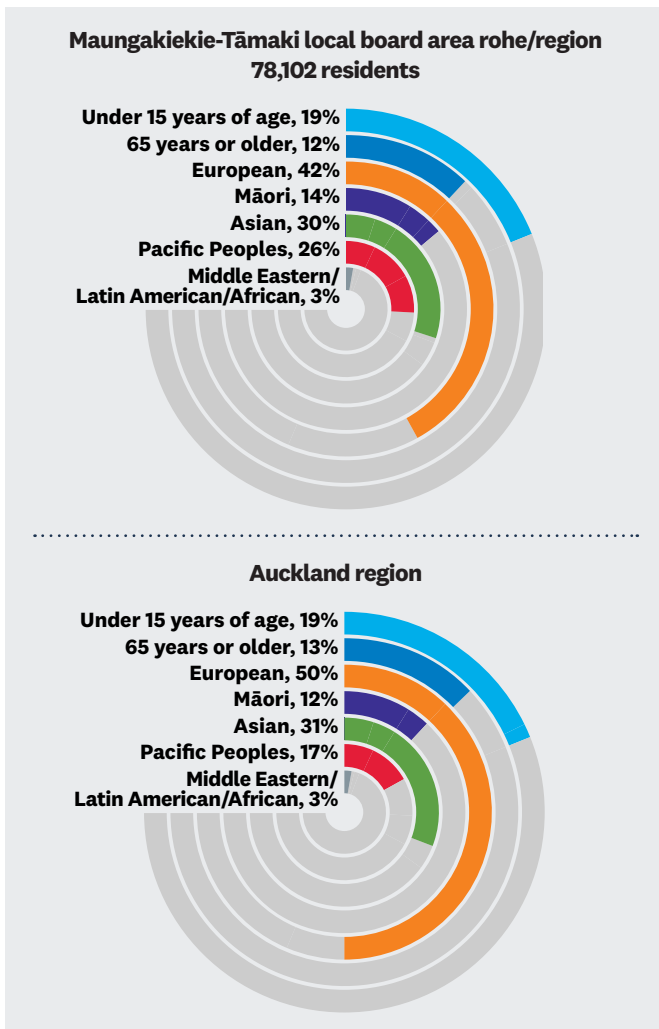 Maungakiekie-Tāmaki local board area rohe/region
78,102 residents
Under 15 years of age, 19%
65 years or older, 12%
European, 42%
Māori, 14%
Asian, 30%
Pacific Peoples, 26%
Middle Eastern/
Latin American/African, 3%
Auckland region
Under 15 years of age, 19%
65 years or older, 13%
European, 50%
Māori, 12%
Asian, 31%
Pacific Peoples, 17%
Middle Eastern/
Latin American/African, 3%